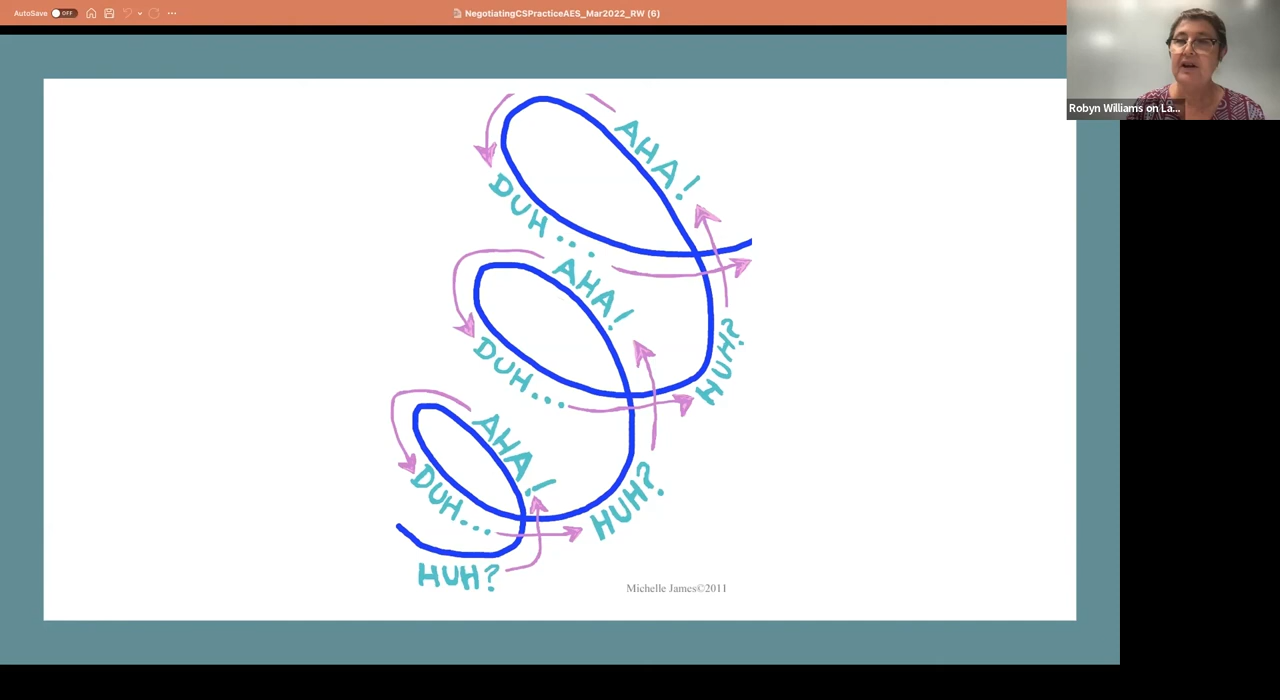 AutoSave OFF
NegotiatingCSPracticeAES_Mar2022_RW (6)
Robyn Williams on La...
AHA!
DUH...
AHA!
HUH?
DUH...
AHA!
HUH?
DUH...
HUH?
Michelle James©2011